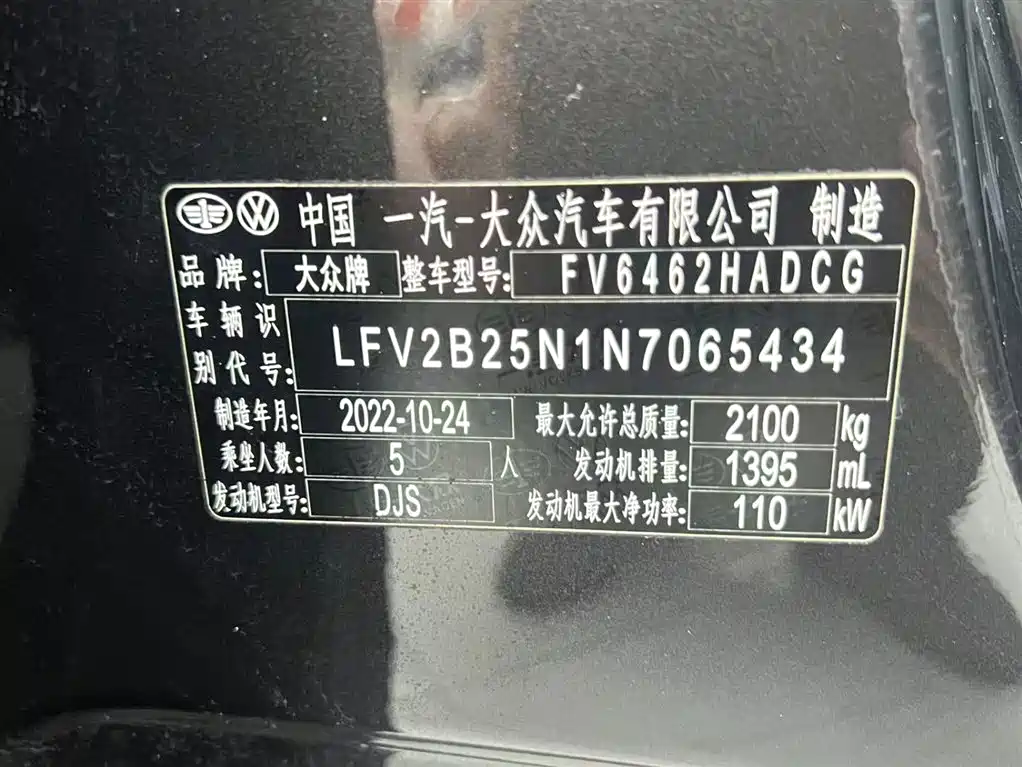 中国 一汽-大众汽车有限公司 制造
品牌: 大众牌 整车型号: FV6462HADCG
车辆识别代号: LFV2B25N1N7065434
制造年月: 2022-10-24 最大允许总质量: 2100 kg
乘坐人数: 5 人 发动机排量: 1395 mL
发动机型号: DJS 发动机最大净功率: 110 kW